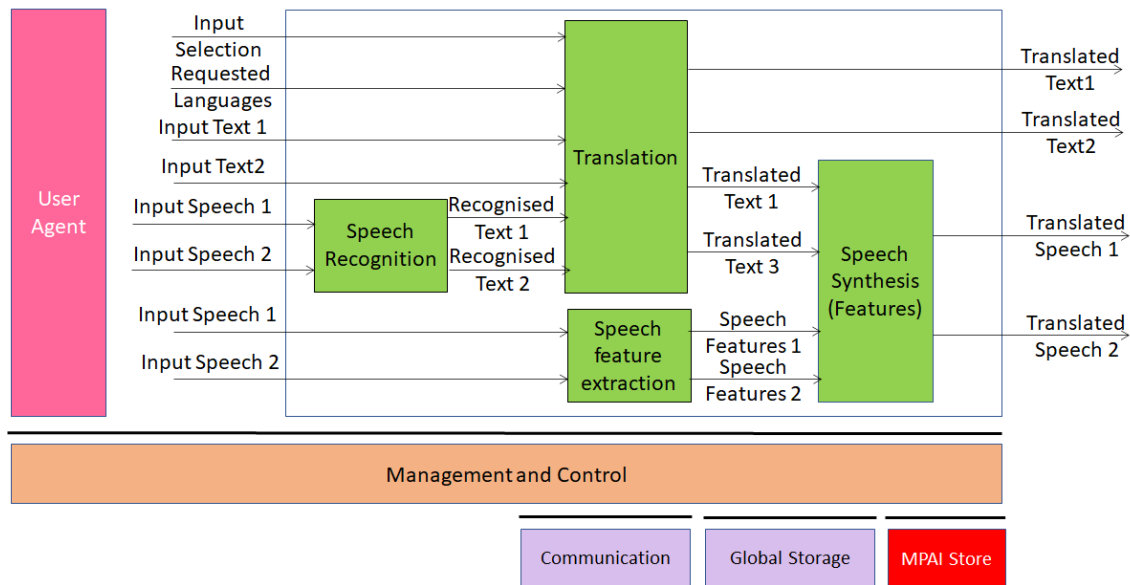 Input
Selection
Requested
Languages
Input Text 1
Input Text2
Input Speech 1
Input Speech 2
Input Speech 1
Input Speech 2
User
Agent
Speech
Recognition
Recognised
Text 1
Recognised
Text 2
Translation
Speech
feature
extraction
Translated
Text 1
Translated
Text 3
Speech
Features 1
Speech
Features 2
Speech
Synthesis
(Features)
Translated
Text1
Translated
Text2
Translated
Speech 1
Translated
Speech 2
Management and Control
Communication
Global Storage
MPAI Store